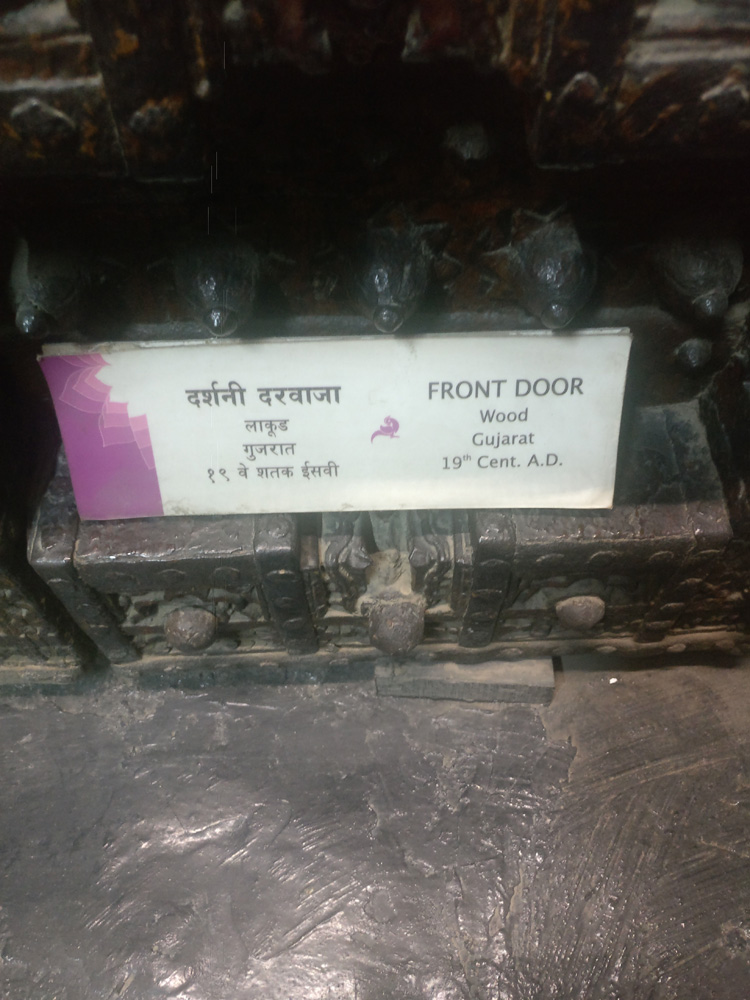 दर्शनी दरवाजा
लाकूड
गुजरात
१९ वे शतक ईसवी
FRONT DOOR
Wood
Gujarat
19th Cent. A.D.